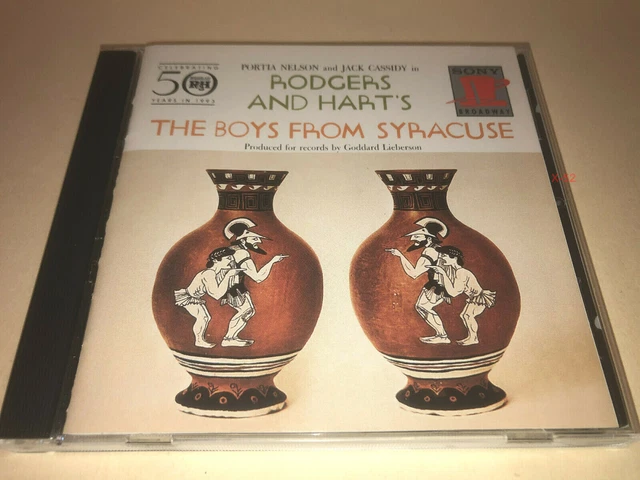 CELEBRATING
50
R&H
YEARS IN 1993
PORTIA NELSON and JACK CASSIDY in
RODGERS
AND HART'S
THE BOYS FROM SYRACUSE
Produced for records by Goddard Lieberson
SONY
BROADWAY